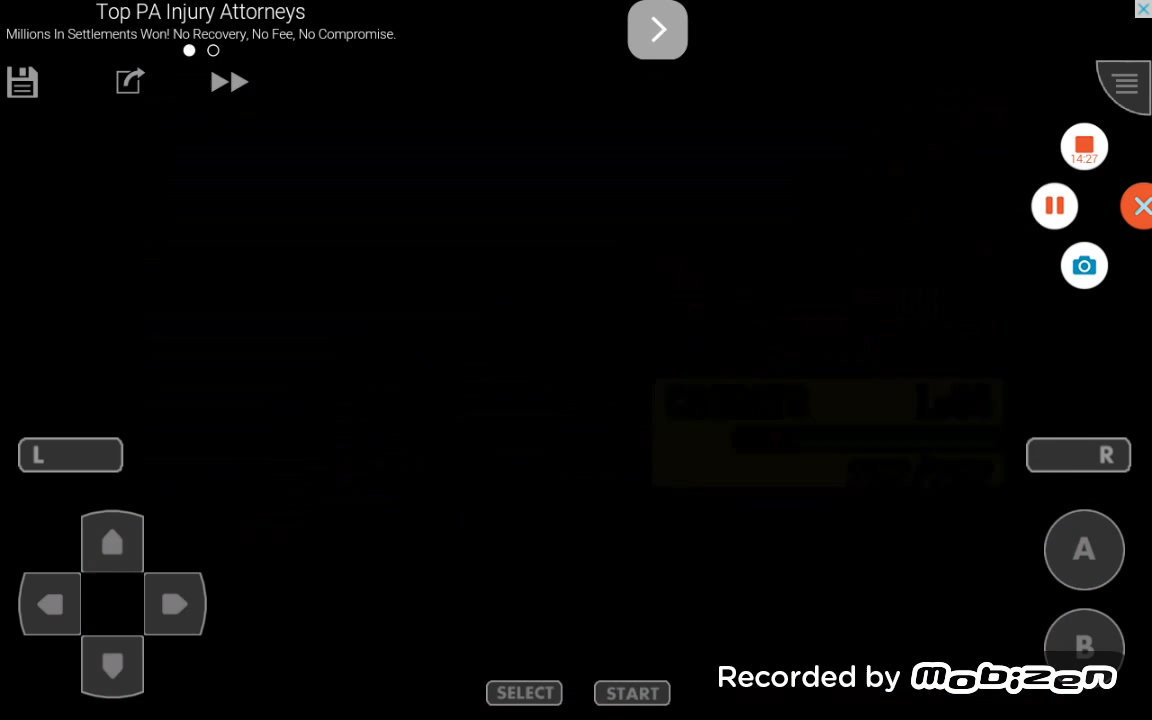 Top PA Injury Attorneys
Millions In Settlements Won! No Recovery, No Fee, No Compromise.
14:27
L
R
A
B
SELECT
START
Recorded by Mobizen